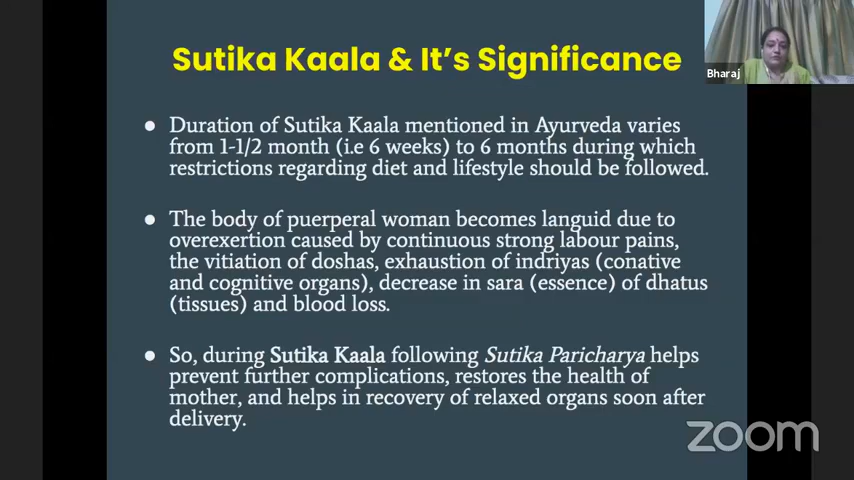 Sutika Kaala & It's Significance
Bharaj
● Duration of Sutika Kaala mentioned in Ayurveda varies
from 1-1/2 month (i.e 6 weeks) to 6 months during which
restrictions regarding diet and lifestyle should be followed.
● The body of puerperal woman becomes languid due to
overexertion caused by continuous strong labour pains,
the vitiation of doshas, exhaustion of indriyas (conative
and cognitive organs), decrease in sara (essence) of dhatus
(tissues) and blood loss.
● So, during Sutika Kaala following Sutika Paricharya helps
prevent further complications, restores the health of
mother, and helps in recovery of relaxed organs soon after
delivery.
zoom